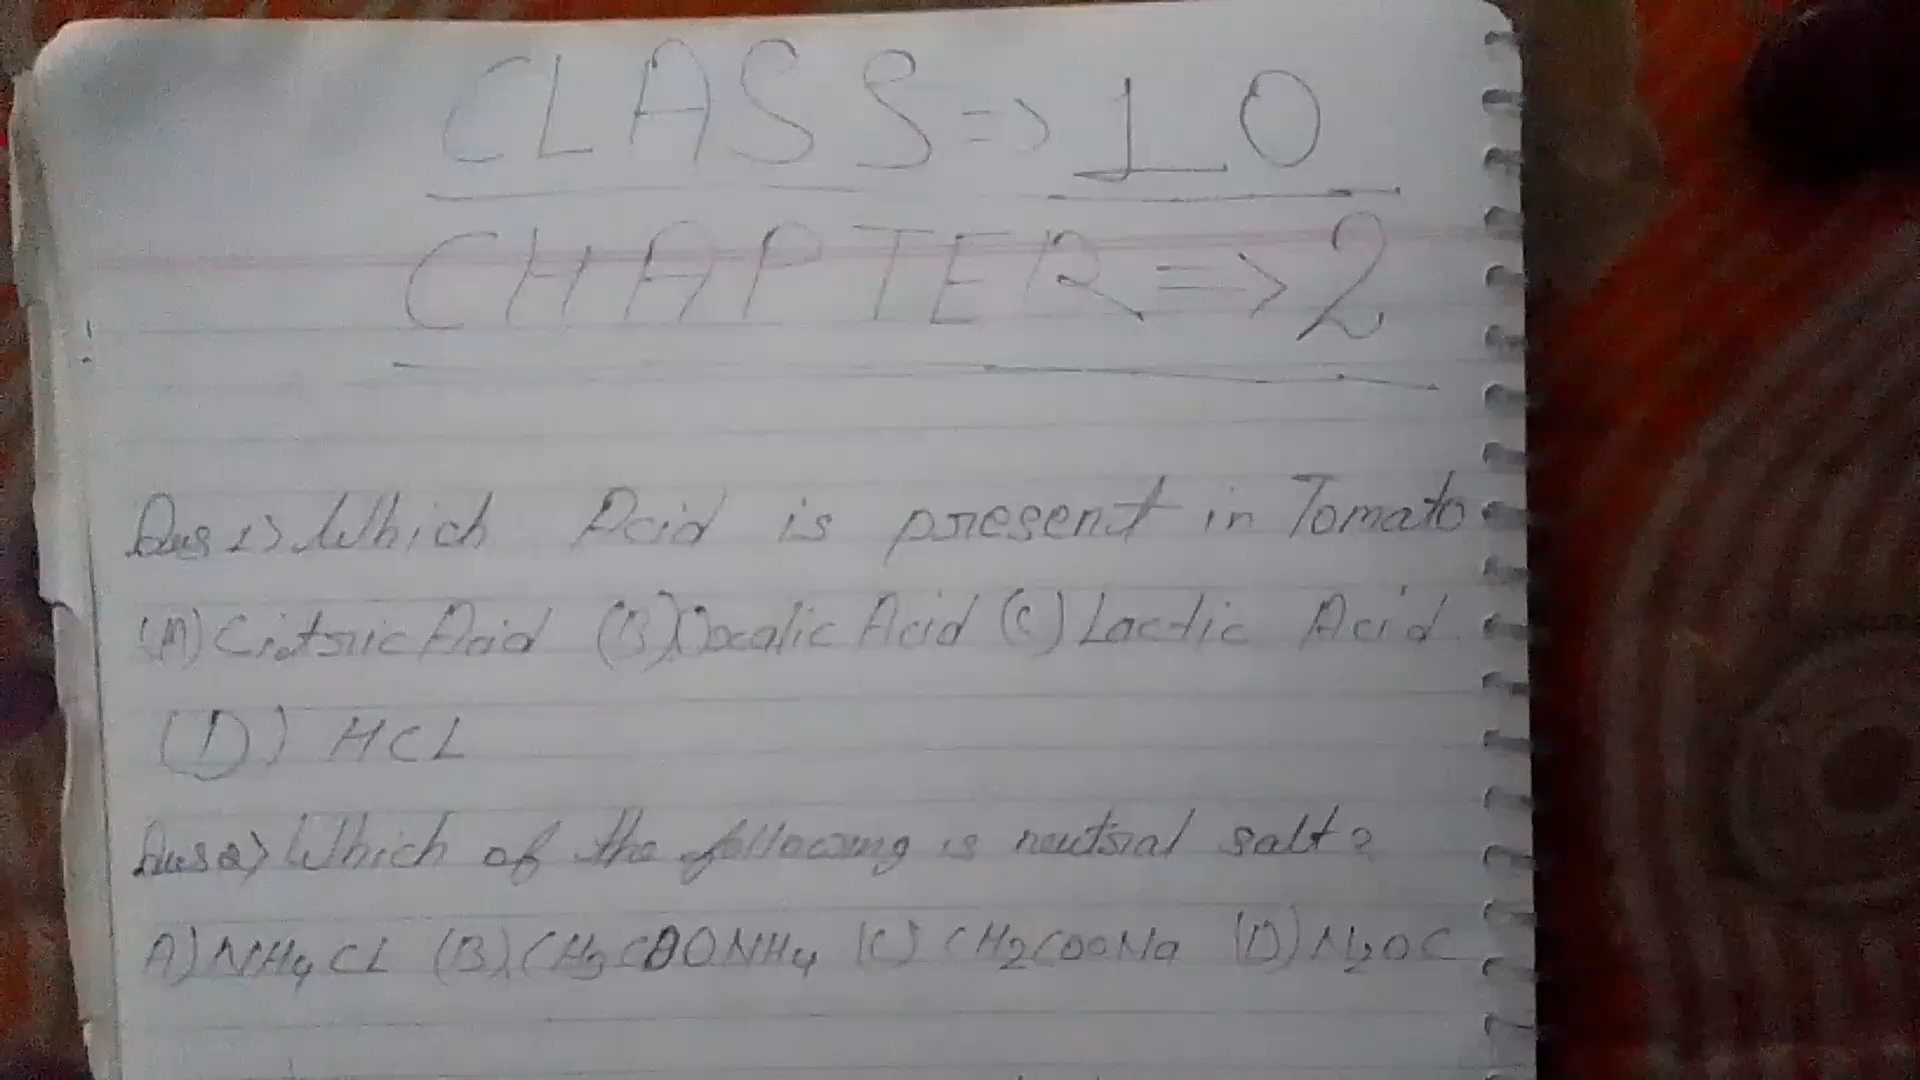 CLASS => 10
CHAPTER => 2
Ques 1> Which Acid is present in Tomato
(A) Citric Acid (B) Oxalic Acid (C) Lactic Acid
(D) HCL
Ques 2> Which of the following is neutral salt?
A) NH4CL (B) CH3COONH4 (C) CH2COONa (D) N2OC